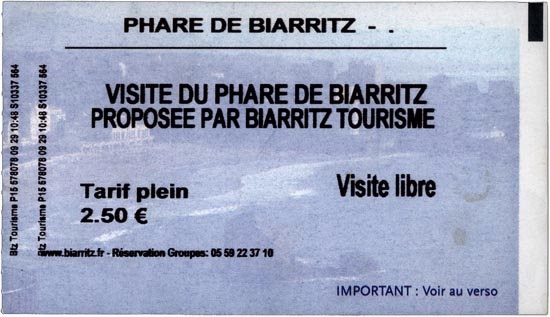 PHARE DE BIARRITZ - .
VISITE DU PHARE DE BIARRITZ
PROPOSEE PAR BIARRITZ TOURISME
Tarif plein
2.50 €
Visite libre
www.biarritz.fr - Réservation Groupes: 05 59 22 37 10
IMPORTANT : Voir au verso
Btz Tourisme P15 578078 09 29 10:48 S10337 564
Btz Tourisme P15 578078 09 29 10:48 S10337 564